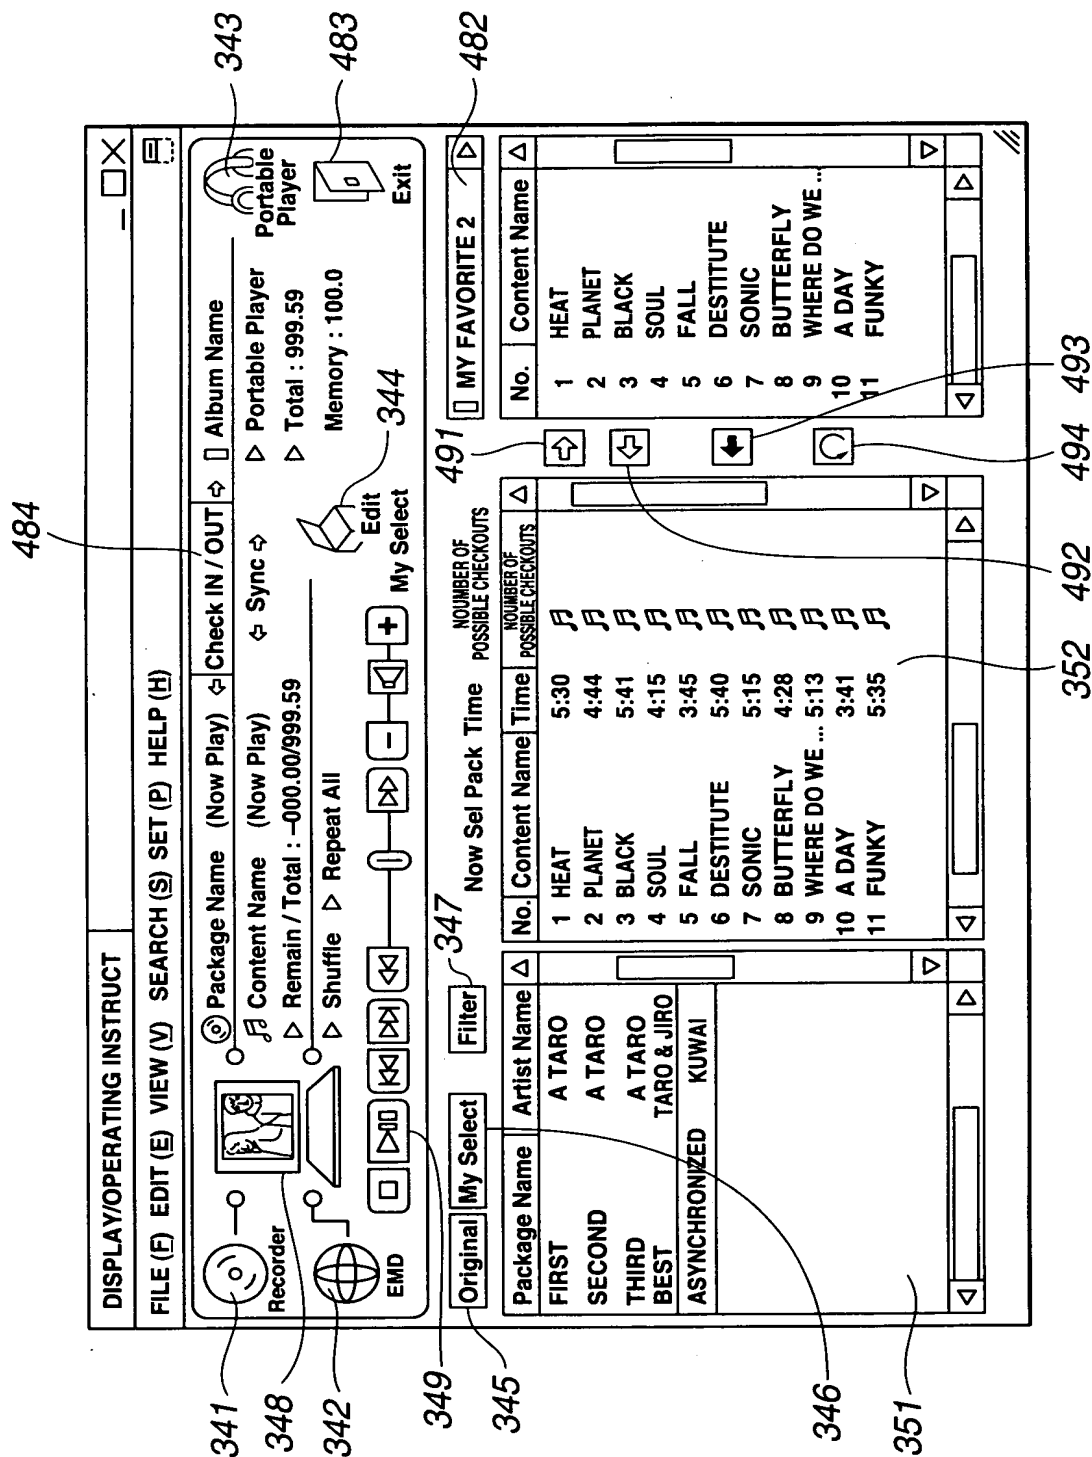 484
343
483
482
DISPLAY/OPERATING INSTRUCT
FILE (F) EDIT (E) VIEW (V) SEARCH (S) SET (P) HELP (H)
Package Name (Now Play) ⇦ Check IN / OUT ⇨ Album Name
Content Name (Now Play) ⇦ Sync ⇨ ▷ Portable Player
▷ Remain / Total : –000.00/999.59 ▷ Total : 999.59
Memory : 100.0
▷ Shuffle ▷ Repeat All
Recorder
EMD
Portable Player
Exit
Edit
My Select
341
348
342
349
344
345
346
347
Original My Select Filter
Now Sel Pack Time NOUMBER OF POSSIBLE CHECKOUTS
MY FAVORITE 2
Package Name Artist Name
FIRST A TARO
SECOND A TARO
THIRD A TARO
BEST TARO & JIRO
ASYNCHRONIZED KUWAI
No. Content Name Time NOUMBER OF POSSIBLE CHECKOUTS
1 HEAT 5:30
2 PLANET 4:44
3 BLACK 5:41
4 SOUL 4:15
5 FALL 3:45
6 DESTITUTE 5:40
7 SONIC 5:15
8 BUTTERFLY 4:28
9 WHERE DO WE ... 5:13
10 A DAY 3:41
11 FUNKY 5:35
No. Content Name
1 HEAT
2 PLANET
3 BLACK
4 SOUL
5 FALL
6 DESTITUTE
7 SONIC
8 BUTTERFLY
9 WHERE DO WE ...
10 A DAY
11 FUNKY
491
492
493
494
351
352